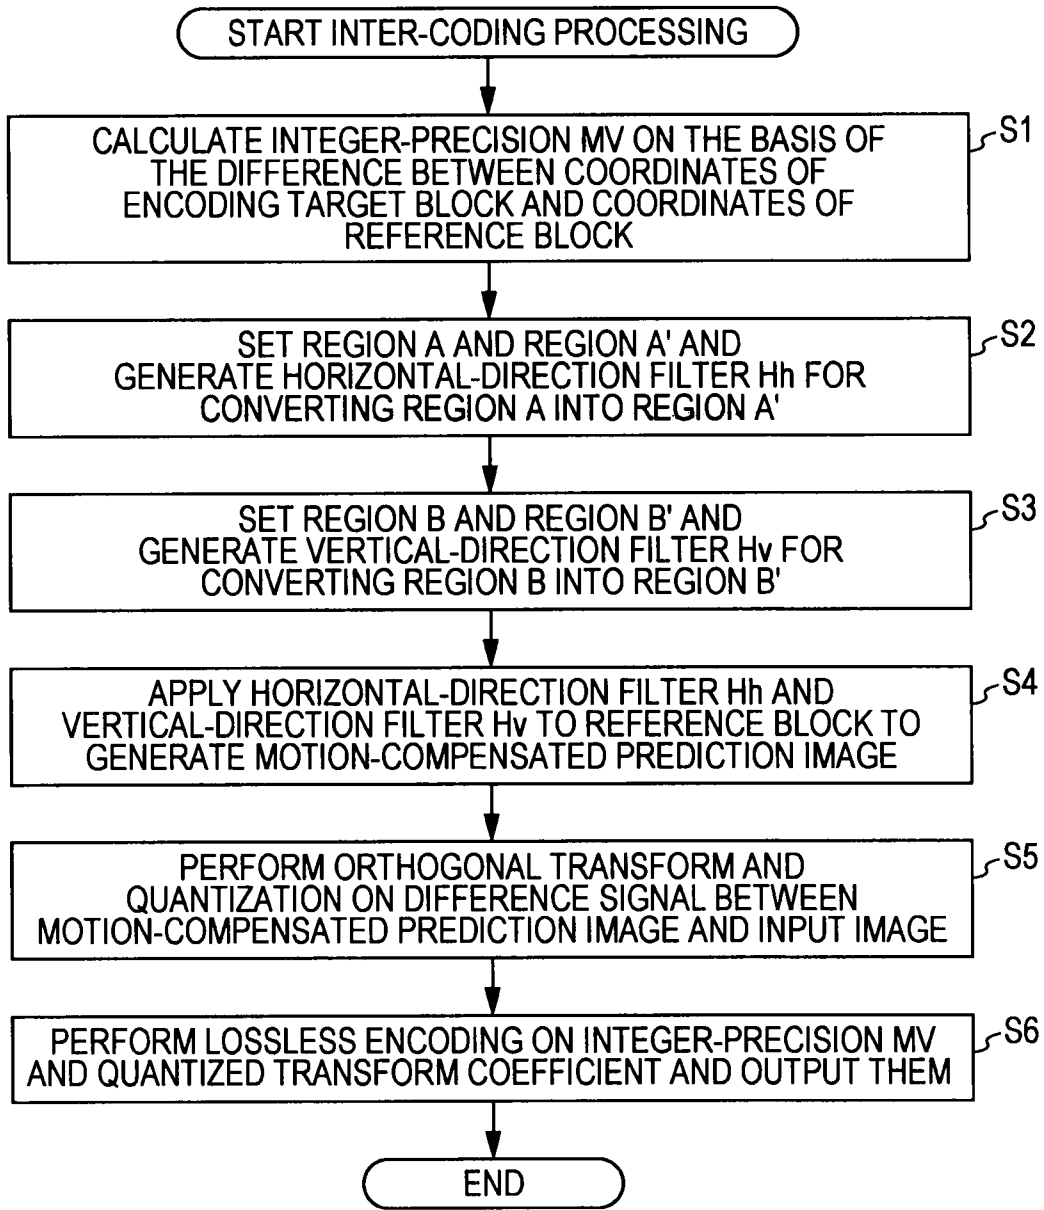 START INTER-CODING PROCESSING
CALCULATE INTEGER-PRECISION MV ON THE BASIS OF
THE DIFFERENCE BETWEEN COORDINATES OF
ENCODING TARGET BLOCK AND COORDINATES OF
REFERENCE BLOCK
S1
SET REGION A AND REGION A' AND
GENERATE HORIZONTAL-DIRECTION FILTER Hh FOR
CONVERTING REGION A INTO REGION A'
S2
SET REGION B AND REGION B' AND
GENERATE VERTICAL-DIRECTION FILTER Hv FOR
CONVERTING REGION B INTO REGION B'
S3
APPLY HORIZONTAL-DIRECTION FILTER Hh AND
VERTICAL-DIRECTION FILTER Hv TO REFERENCE BLOCK TO
GENERATE MOTION-COMPENSATED PREDICTION IMAGE
S4
PERFORM ORTHOGONAL TRANSFORM AND
QUANTIZATION ON DIFFERENCE SIGNAL BETWEEN
MOTION-COMPENSATED PREDICTION IMAGE AND INPUT IMAGE
S5
PERFORM LOSSLESS ENCODING ON INTEGER-PRECISION MV
AND QUANTIZED TRANSFORM COEFFICIENT AND OUTPUT THEM
S6
END